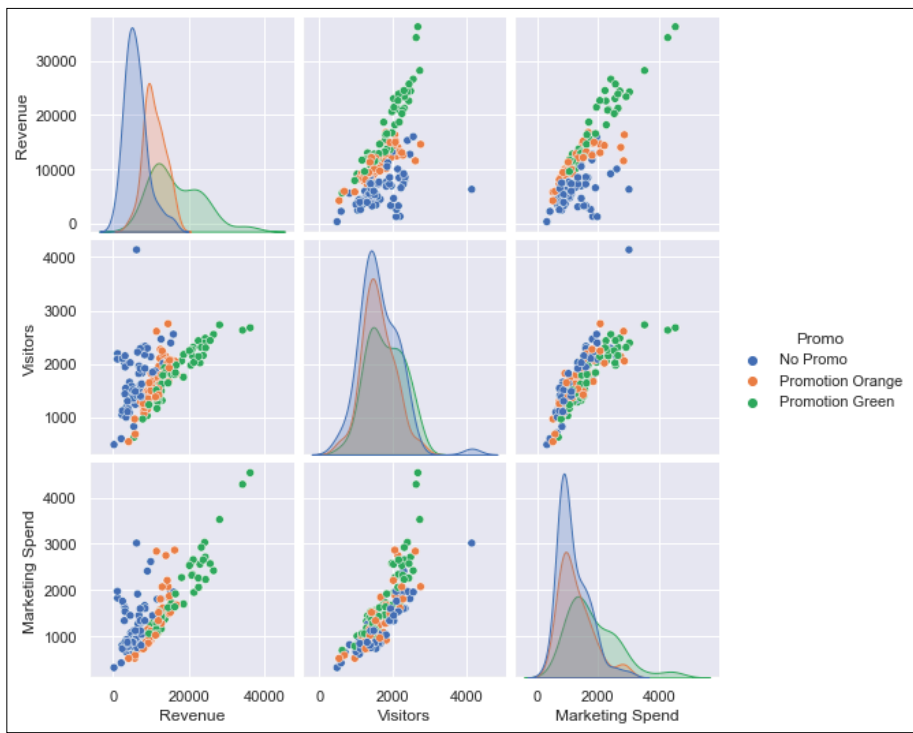 Revenue
30000
20000
10000
0
Visitors
4000
3000
2000
1000
Marketing Spend
4000
3000
2000
1000
0 20000 40000
Revenue
0 2000 4000
Visitors
0 2000 4000
Marketing Spend
Promo
No Promo
Promotion Orange
Promotion Green